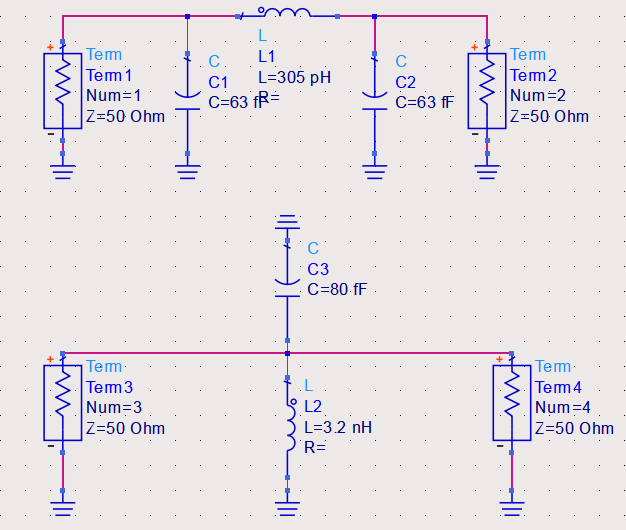 L
Term
C
L1
C
Term
Term1
C1
L=305 pH
C2
Term2
Num=1
C=63 fF
R=
C=63 fF
Num=2
Z=50 Ohm
Z=50 Ohm
C
C3
C=80 fF
Term
L
Term
Term3
L2
Term4
Num=3
L=3.2 nH
Num=4
Z=50 Ohm
R=
Z=50 Ohm